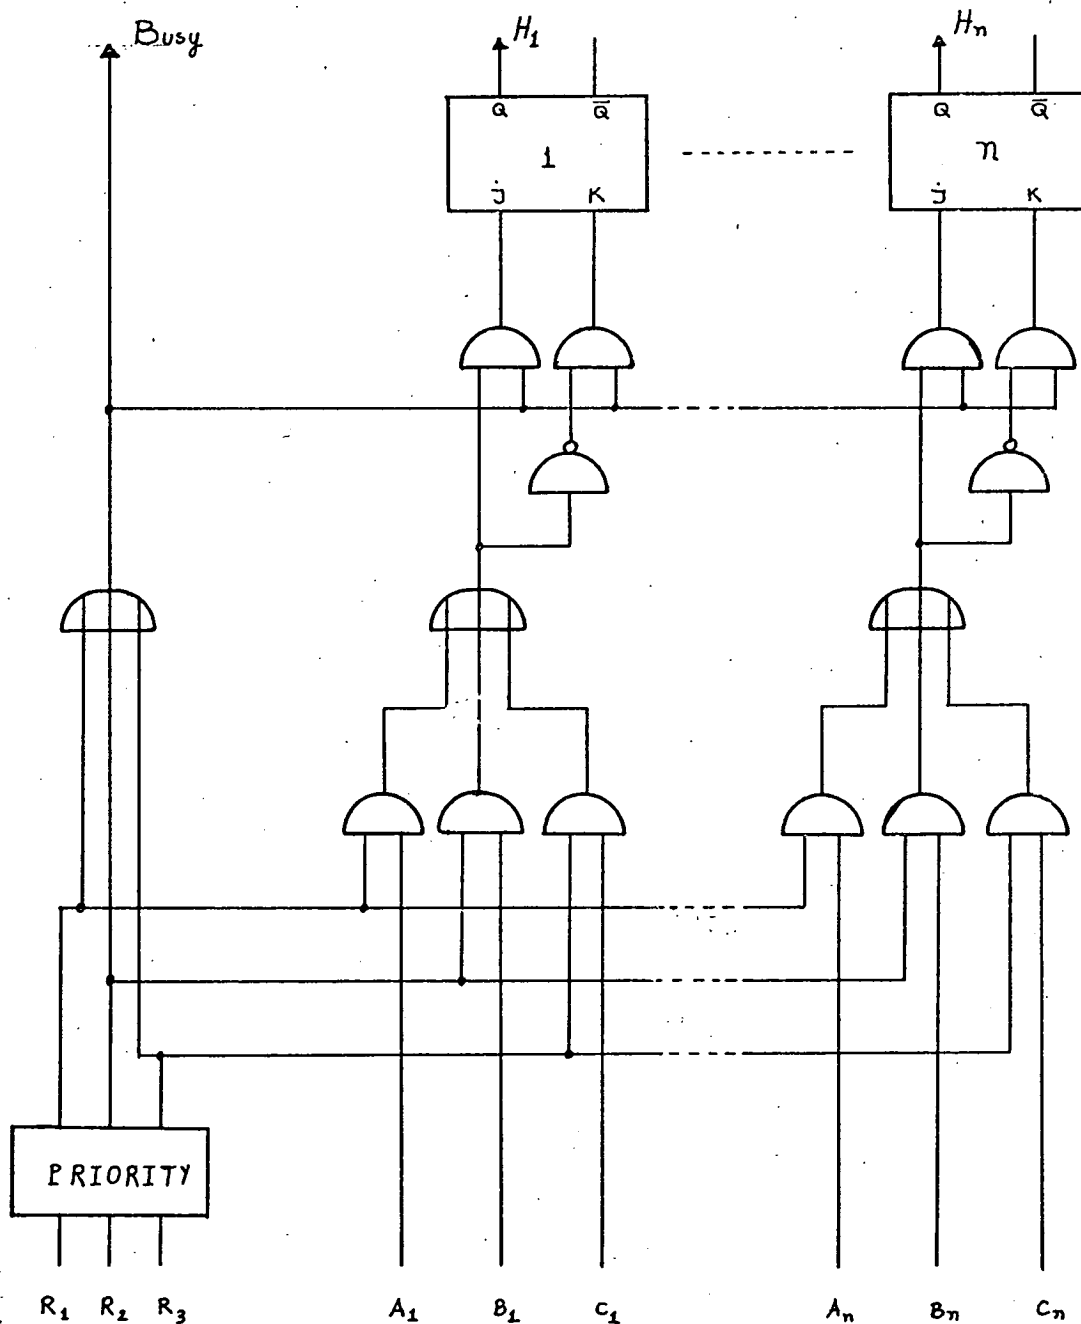 Busy H₁ Hₙ
Q Q̅ Q Q̅
1 n
J K J K
PRIORITY
R₁ R₂ R₃ A₁ B₁ C₁ Aₙ Bₙ Cₙ